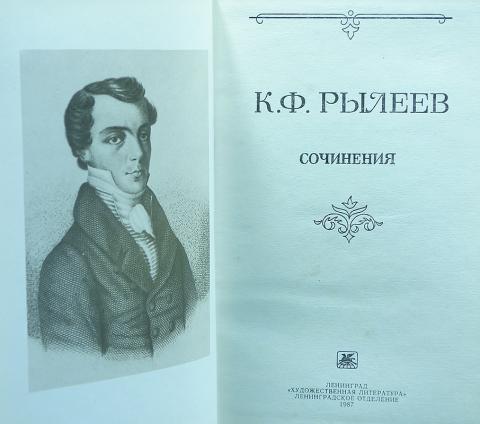 К.Ф. РЫЛЕЕВ
СОЧИНЕНИЯ
ЛЕНИНГРАД
«ХУДОЖЕСТВЕННАЯ ЛИТЕРАТУРА»
ЛЕНИНГРАДСКОЕ ОТДЕЛЕНИЕ
1987